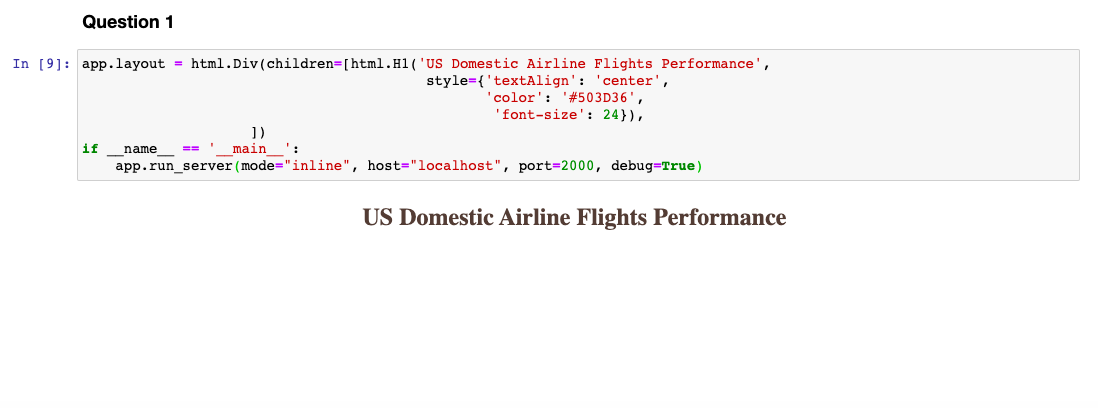 Question 1
In [9]: app.layout = html.Div(children=[html.H1('US Domestic Airline Flights Performance',
style={'textAlign': 'center',
'color': '#503D36',
'font-size': 24}),
])
if __name__ == '__main__':
app.run_server(mode="inline", host="localhost", port=2000, debug=True)
US Domestic Airline Flights Performance